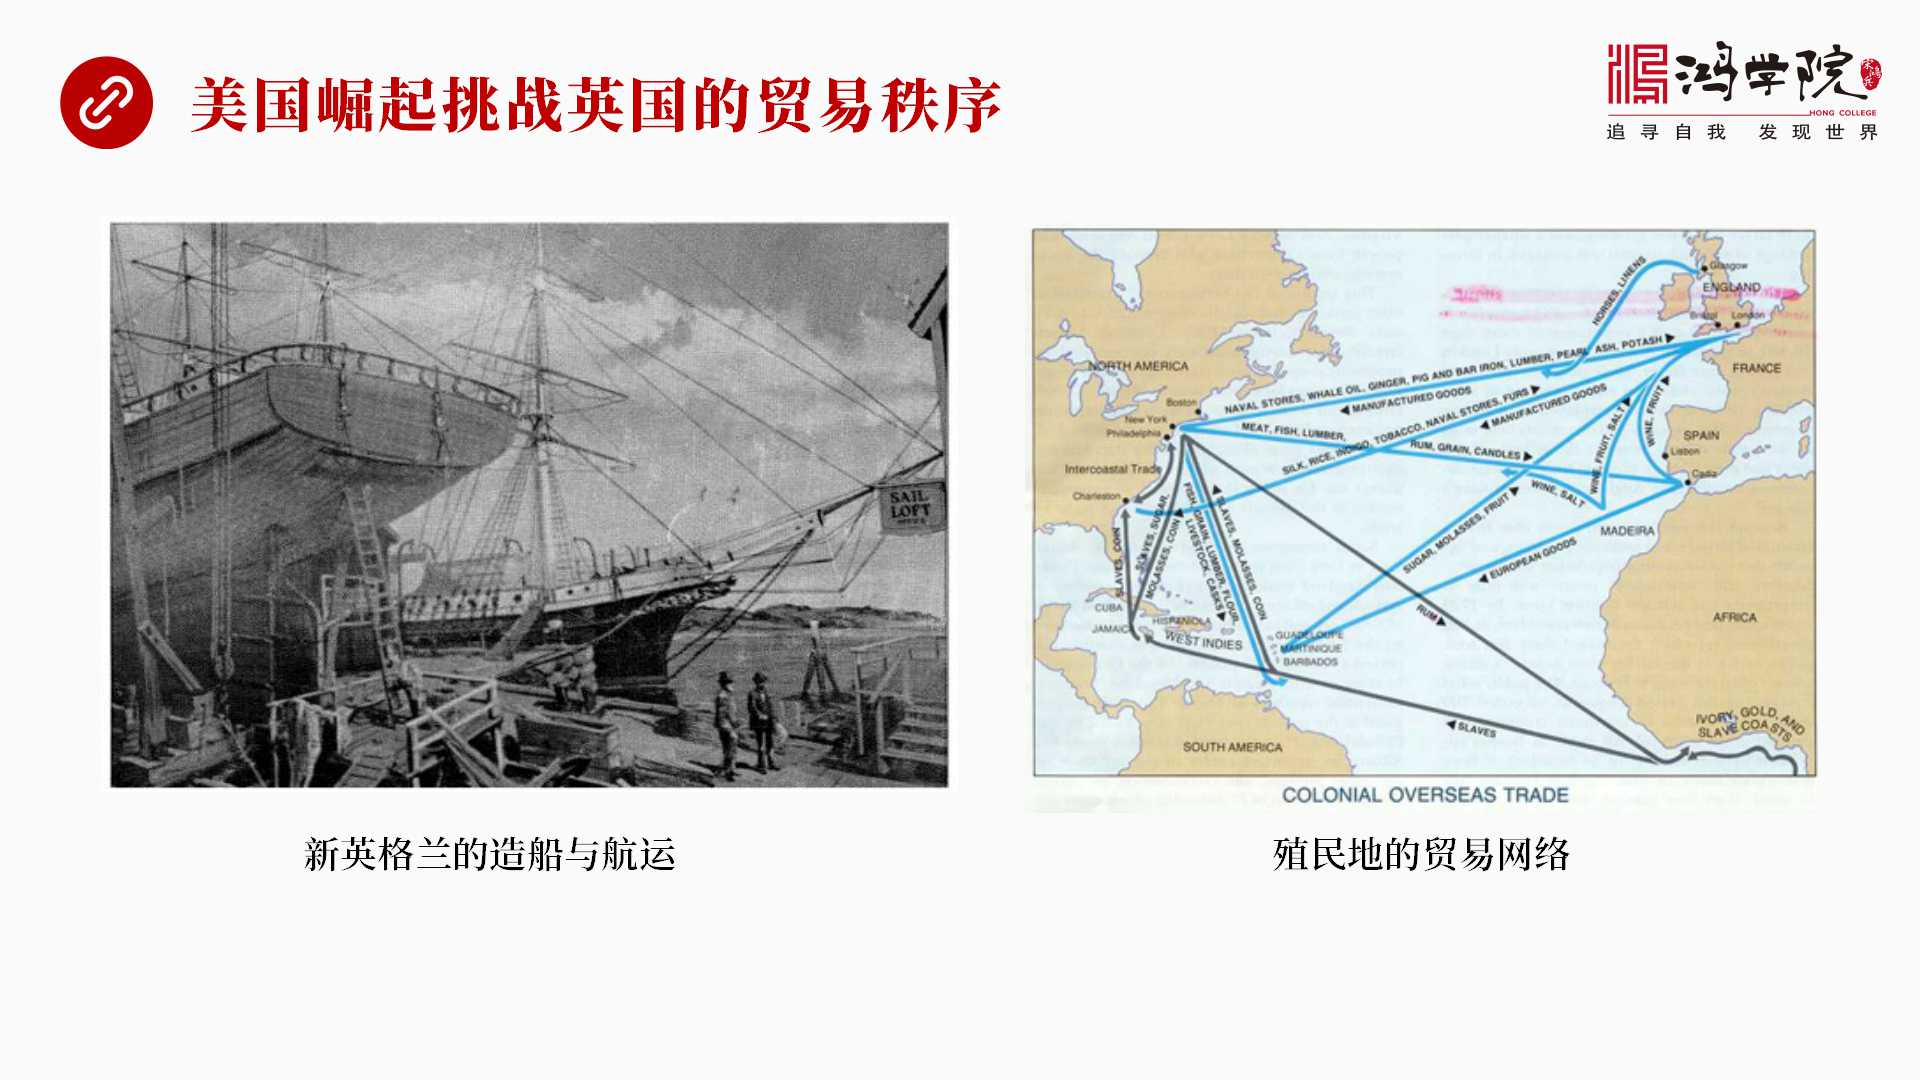 美国崛起挑战英国的贸易秩序
鸿学院
宋鸿兵
HONG COLLEGE
追寻自我 发现世界
SAIL
LOFT
新英格兰的造船与航运
Glasgow
ENGLAND
Bristol
London
HORSES, LINENS
NORTH AMERICA
NAVAL STORES, WHALE OIL, GINGER, PIG AND BAR IRON, LUMBER, PEARL ASH, POTASH
FRANCE
MANUFACTURED GOODS
MANUFACTURED GOODS
Boston
New York
Philadelphia
MEAT, FISH, LUMBER,
RUM, GRAIN, CANDLES
SILK, RICE, INDIGO, TOBACCO, NAVAL STORES, FURS
WINE, FRUIT, SALT
WINE, FRUIT
SPAIN
Lisbon
Cadiz
Intercoastal Trade
Charleston
WINE, SALT
MADEIRA
SUGAR, MOLASSES, FRUIT
EUROPEAN GOODS
SLAVES, COIN
SLAVES, SUGAR,
MOLASSES, COIN
FISH, GRAIN, LUMBER, FLOUR,
LIVESTOCK, CASKS
SLAVES, MOLASSES, COIN
CUBA
JAMAICA
HISPANIOLA
WEST INDIES
GUADELOUPE
MARTINIQUE
BARBADOS
RUM
AFRICA
SLAVES
IVORY, GOLD, AND
SLAVE COASTS
SOUTH AMERICA
COLONIAL OVERSEAS TRADE
殖民地的贸易网络